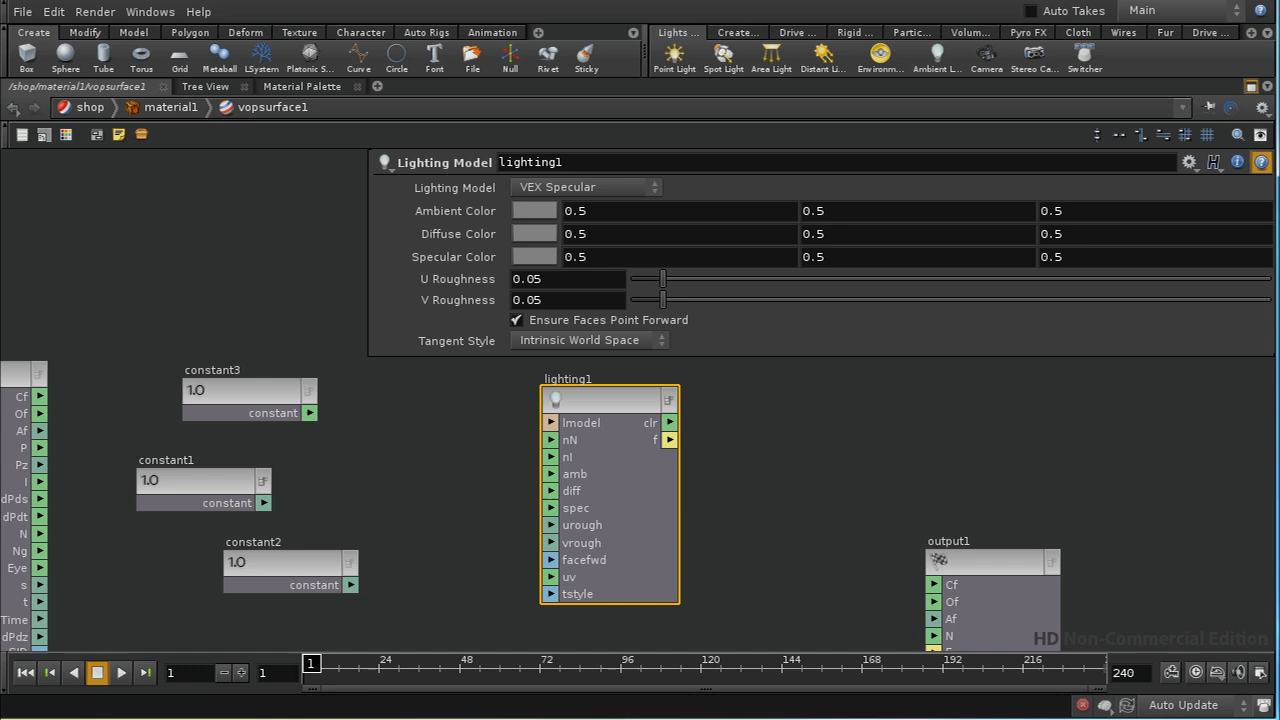 File Edit Render Windows Help Auto Takes Main
Create Modify Model Polygon Deform Texture Character Auto Rigs Animation Lights ... Create... Drive ... Rigid ... Partic... Volum... Pyro FX Cloth Wires Fur Drive ...
Box Sphere Tube Torus Grid Metaball LSystem Platonic S... Curve Circle Font File Null Rivet Sticky Point Light Spot Light Area Light Distant Li... Environm... Ambient L... Camera Stereo Ca... Switcher
/shop/material1/vopsurface1 Tree View Material Palette
shop material1 vopsurface1
Lighting Model lighting1
Lighting Model VEX Specular
Ambient Color 0.5 0.5 0.5
Diffuse Color 0.5 0.5 0.5
Specular Color 0.5 0.5 0.5
U Roughness 0.05
V Roughness 0.05
Ensure Faces Point Forward
Tangent Style Intrinsic World Space
Cf
Of
Af
P
Pz
I
dPds
dPdt
N
Ng
Eye
s
t
Time
dPdz
constant3
1.0
constant
constant1
1.0
constant
constant2
1.0
constant
lighting1
lmodel clr
nN f
nI
amb
diff
spec
urough
vrough
facefwd
uv
tstyle
output1
Cf
Of
Af
N
HD Non-Commercial Edition
1 1 1 24 48 72 96 120 144 168 192 216 240
Auto Update